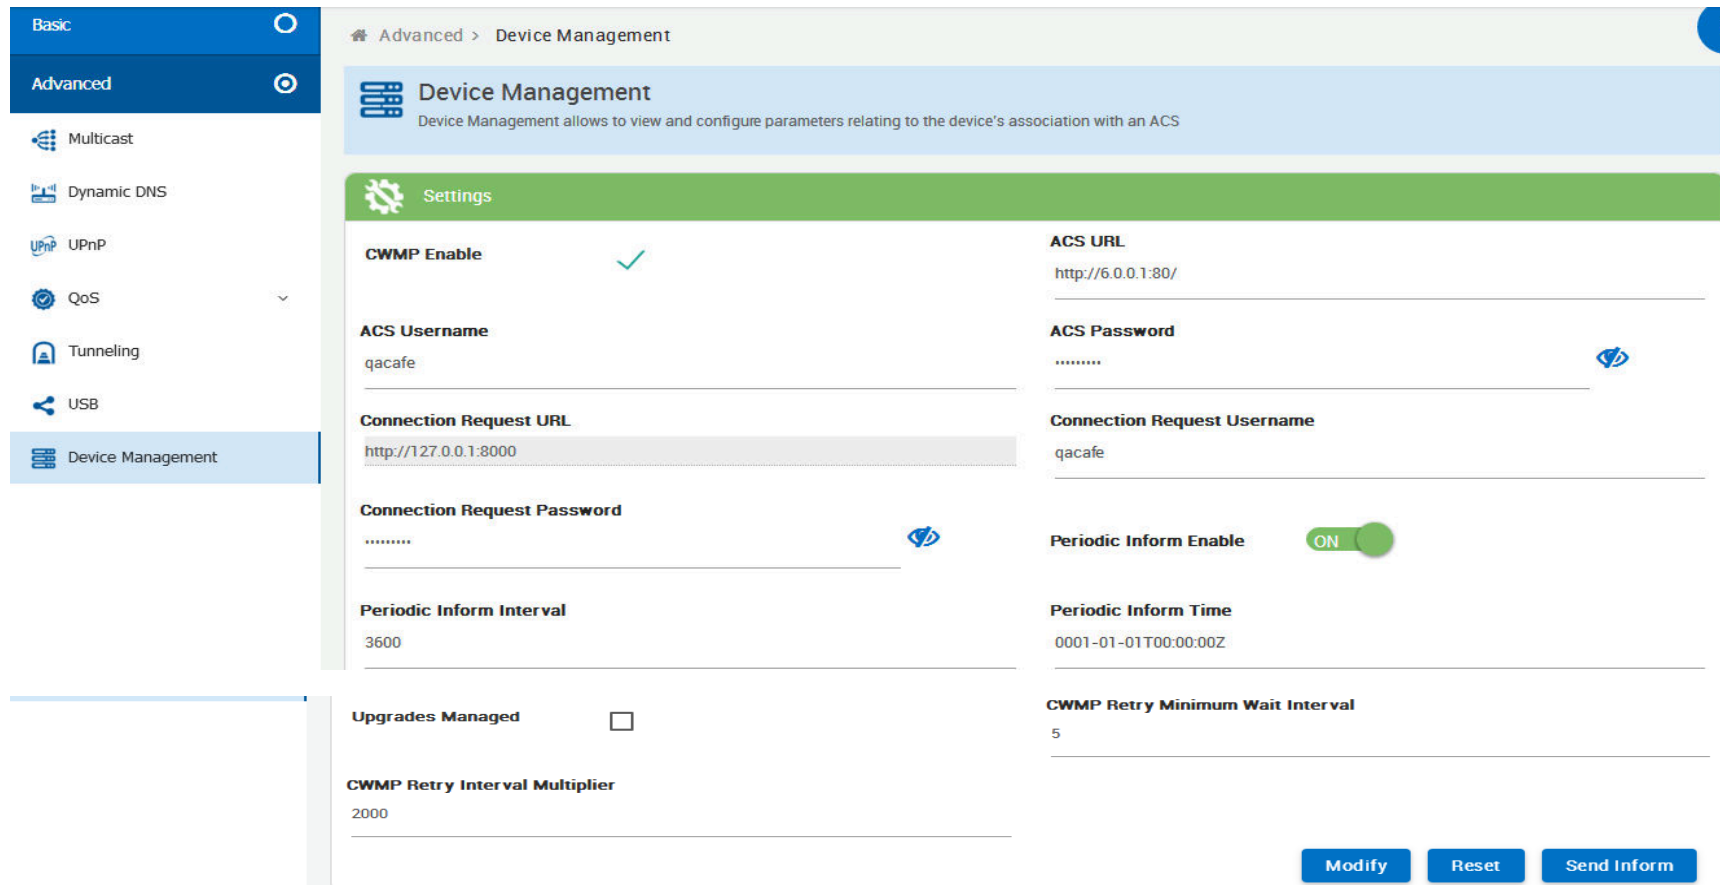 Basic
Advanced
Multicast
Dynamic DNS
UPnP UPnP
QoS
Tunneling
USB
Device Management
Advanced > Device Management
Device Management
Device Management allows to view and configure parameters relating to the device's association with an ACS
Settings
CWMP Enable
ACS URL
http://6.0.0.1:80/
ACS Username
qacafe
ACS Password
•••••••••
Connection Request URL
http://127.0.0.1:8000
Connection Request Username
qacafe
Connection Request Password
•••••••••
Periodic Inform Enable ON
Periodic Inform Interval
3600
Periodic Inform Time
0001-01-01T00:00:00Z
Upgrades Managed
CWMP Retry Minimum Wait Interval
5
CWMP Retry Interval Multiplier
2000
Modify Reset Send Inform